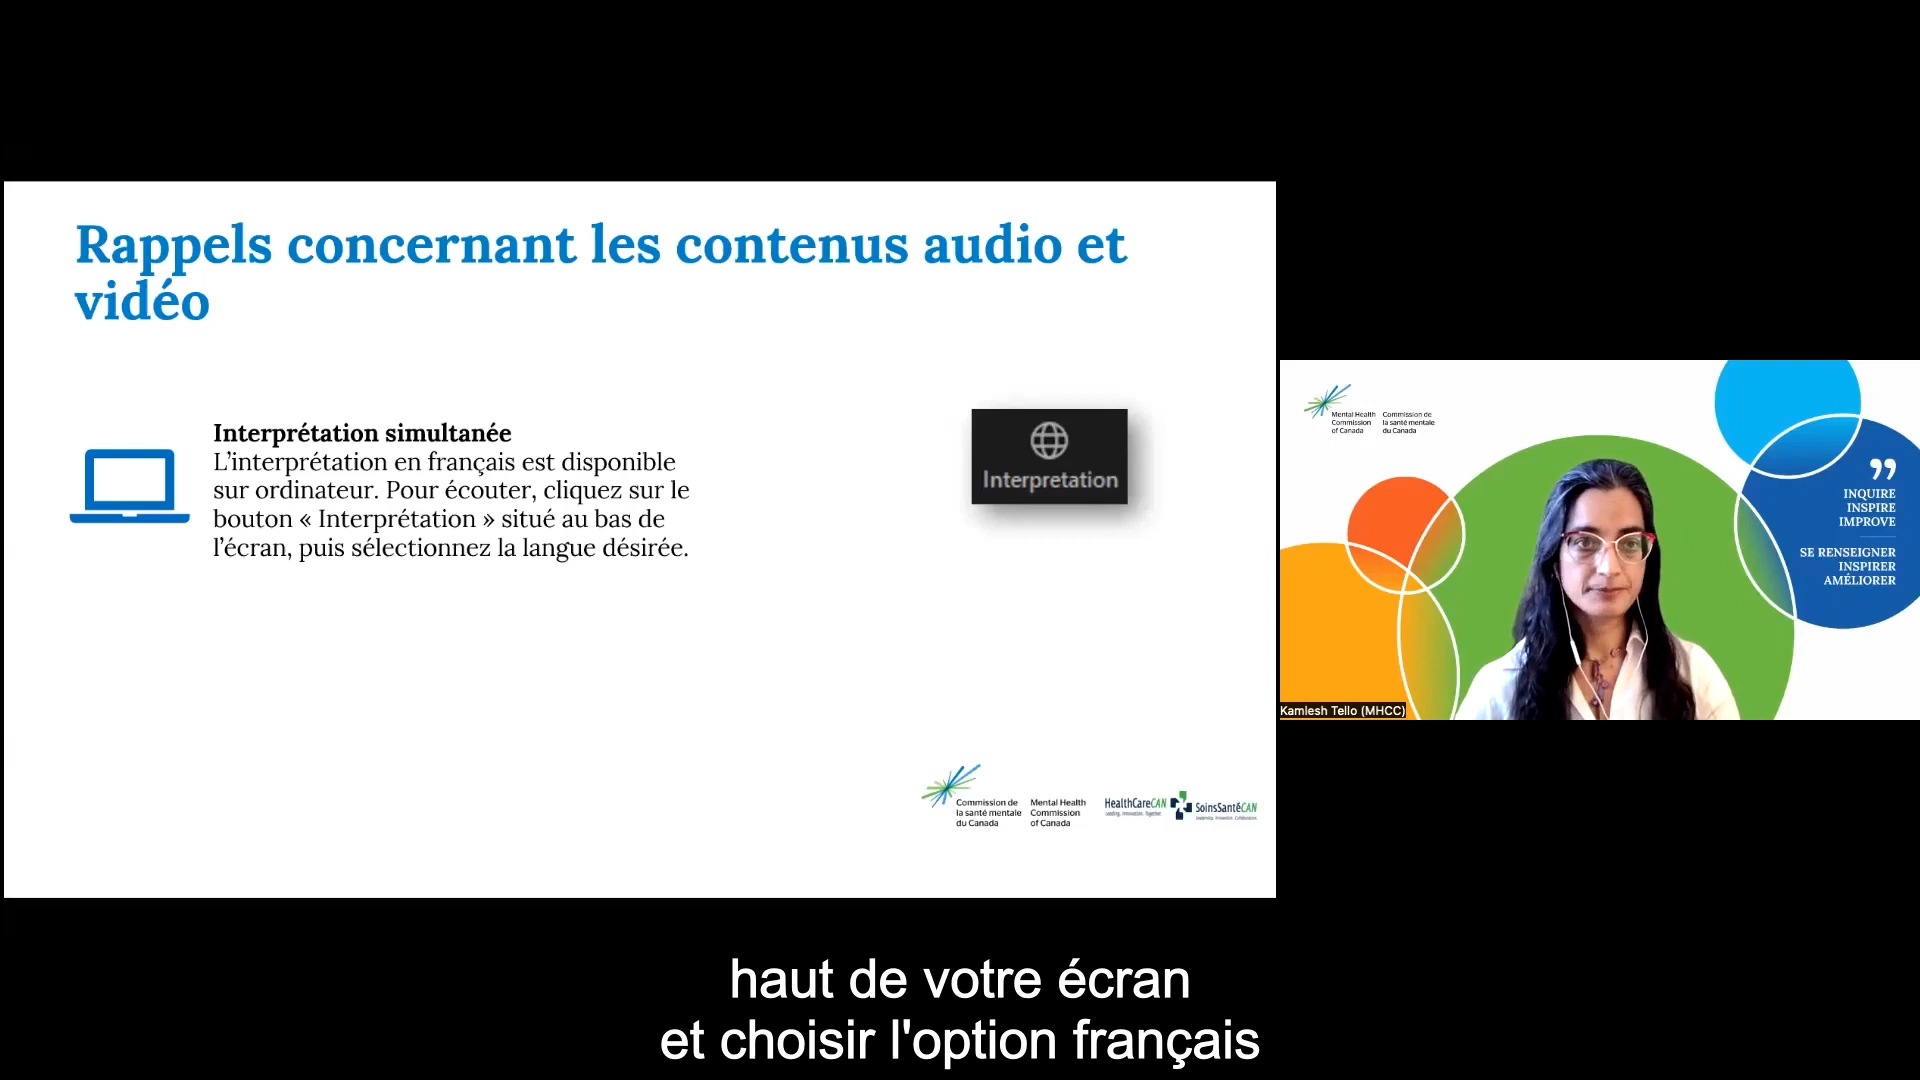 Rappels concernant les contenus audio et
vidéo
Interprétation simultanée
L’interprétation en français est disponible
sur ordinateur. Pour écouter, cliquez sur le
bouton « Interprétation » situé au bas de
l’écran, puis sélectionnez la langue désirée.
Interpretation
Commission de
la santé mentale
du Canada
Mental Health
Commission
of Canada
HealthCareCAN
Leading. Innovation. Together.
SoinsSantéCAN
Mental Health
Commission
of Canada
Commission de
la santé mentale
du Canada
INQUIRE
INSPIRE
IMPROVE
SE RENSEIGNER
INSPIRER
AMÉLIORER
Kamlesh Tello (MHCC)
haut de votre écran
et choisir l'option français